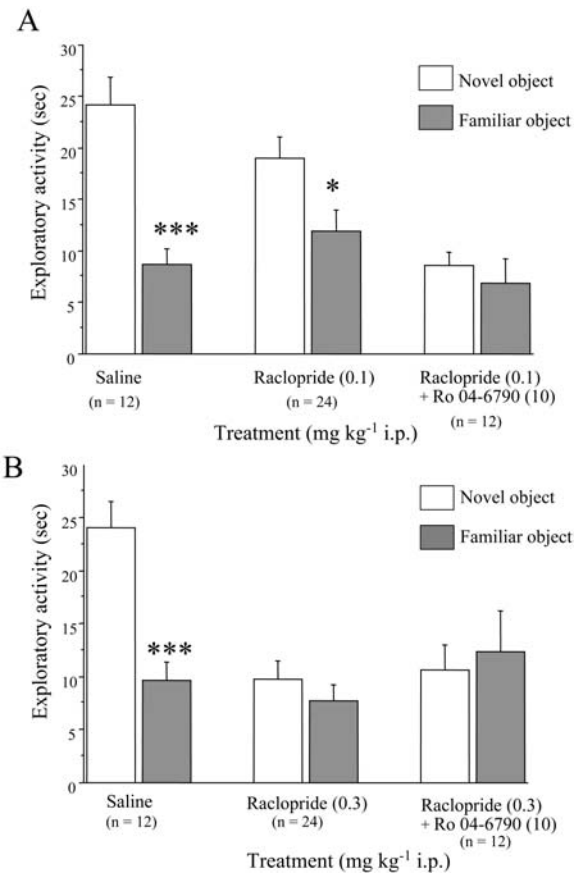 A
Exploratory activity (sec)
30
25
20
15
10
5
0
Novel object
Familiar object
***
*
Saline
(n = 12)
Raclopride (0.1)
(n = 24)
Raclopride (0.1)
+ Ro 04-6790 (10)
(n = 12)
Treatment (mg kg⁻¹ i.p.)
B
Exploratory activity (sec)
30
25
20
15
10
5
0
Novel object
Familiar object
***
Saline
(n = 12)
Raclopride (0.3)
(n = 24)
Raclopride (0.3)
+ Ro 04-6790 (10)
(n = 12)
Treatment (mg kg⁻¹ i.p.)